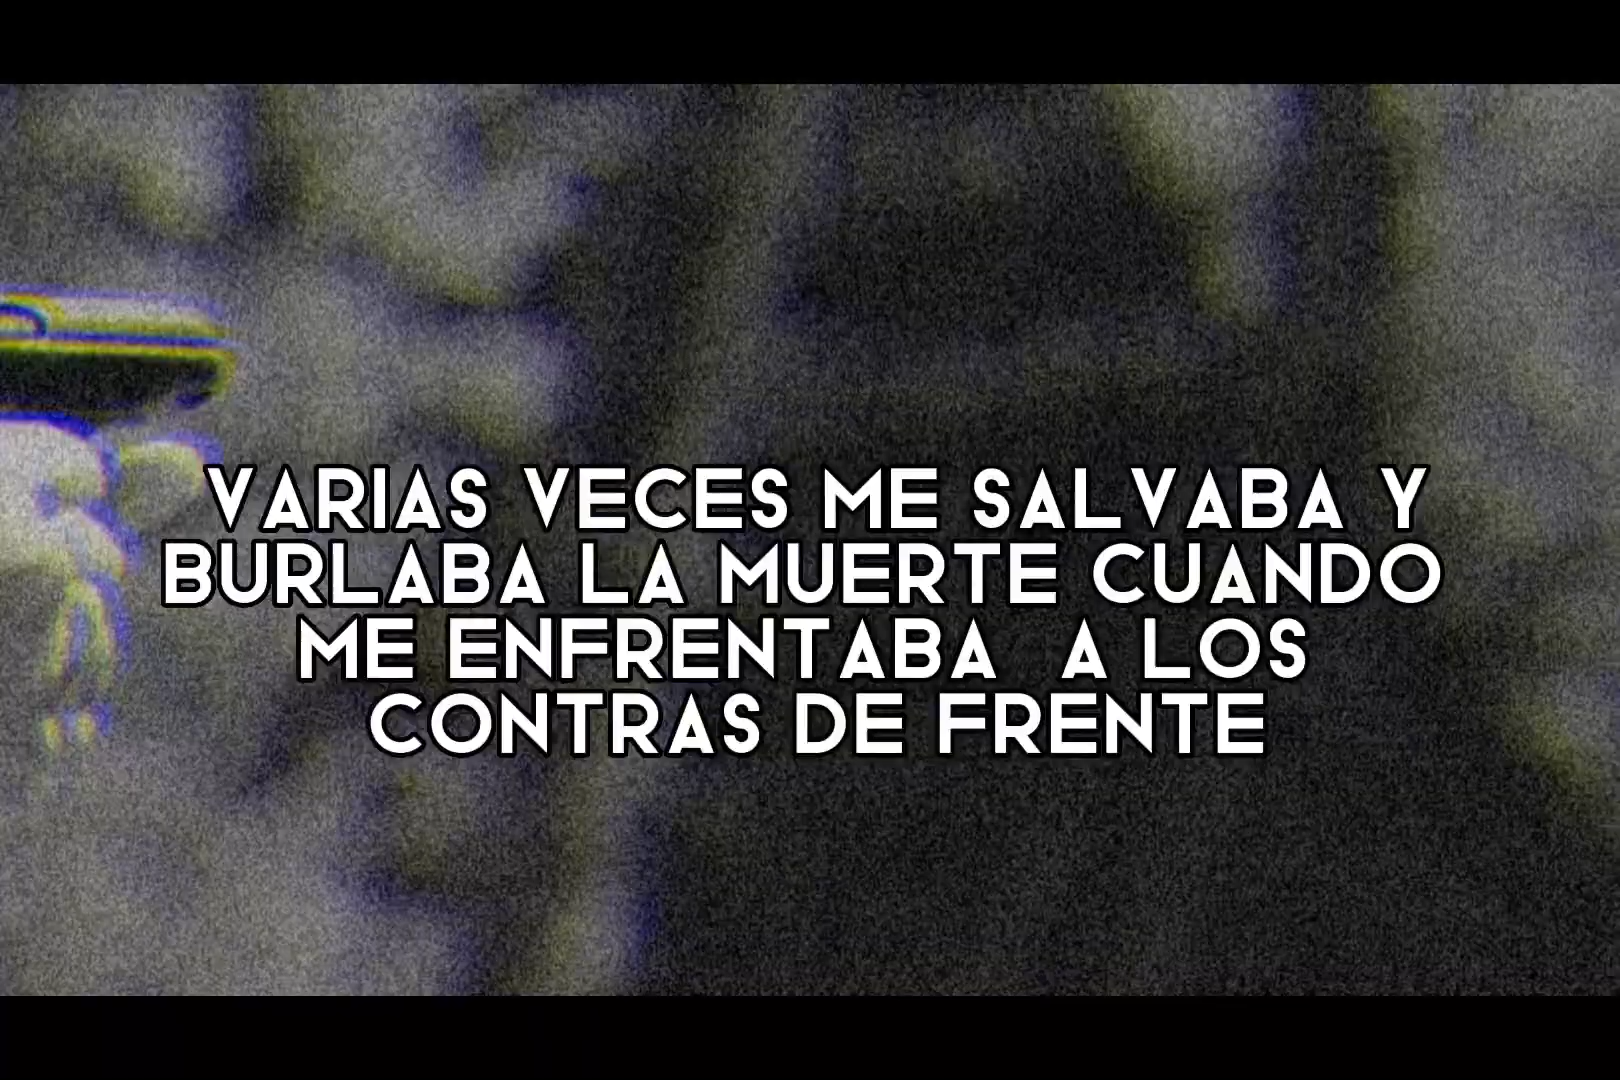 VARIAS VECES ME SALVABA Y
BURLABA LA MUERTE CUANDO
ME ENFRENTABA A LOS
CONTRAS DE FRENTE